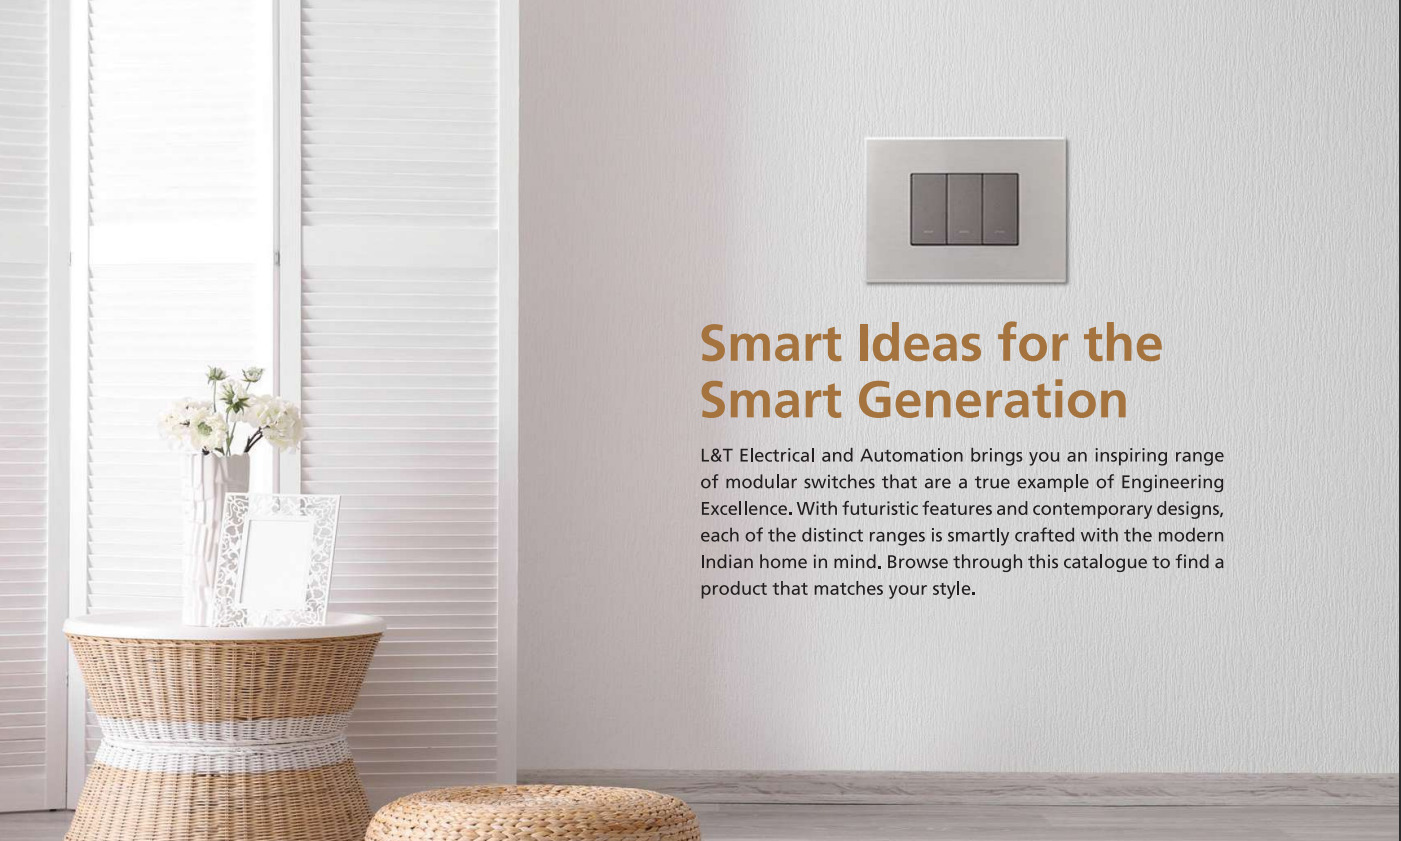 Smart Ideas for the
Smart Generation
L&T Electrical and Automation brings you an inspiring range
of modular switches that are a true example of Engineering
Excellence. With futuristic features and contemporary designs,
each of the distinct ranges is smartly crafted with the modern
Indian home in mind. Browse through this catalogue to find a
product that matches your style.